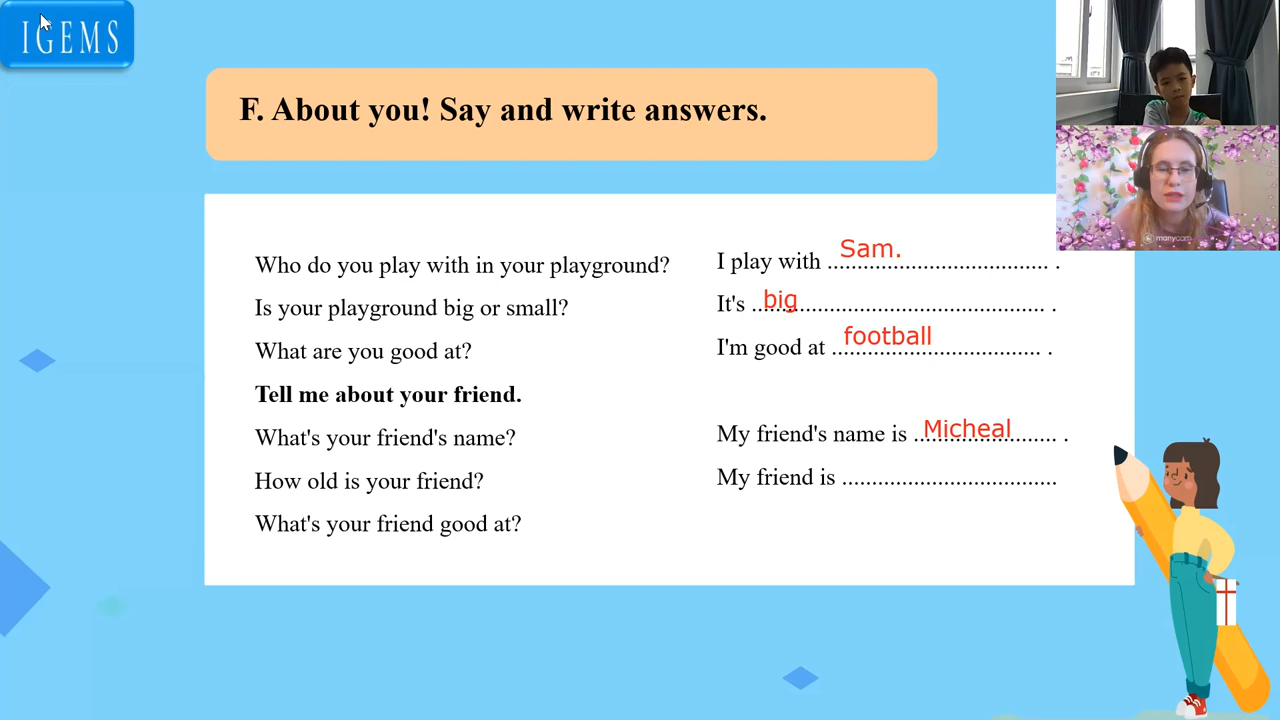 IGEMS
F. About you! Say and write answers.
Who do you play with in your playground? I play with Sam. .................................... .
Is your playground big or small? It's big ................................................ .
What are you good at? I'm good at football ................................... .
Tell me about your friend.
What's your friend's name? My friend's name is Micheal ........................ .
How old is your friend? My friend is ....................................
What's your friend good at?
manycam